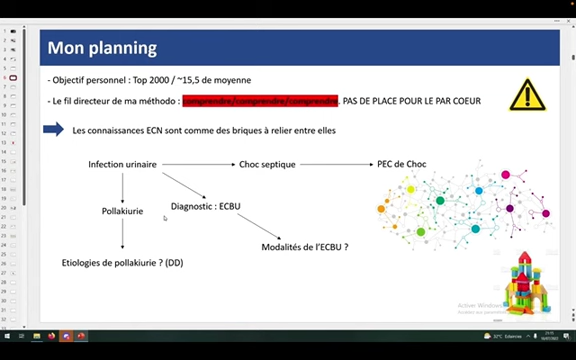 Mon planning
- Objectif personnel : Top 2000 / ~15,5 de moyenne
- Le fil directeur de ma méthodo : comprendre/comprendre/comprendre. PAS DE PLACE POUR LE PAR COEUR
Les connaissances ECN sont comme des briques à relier entre elles
Infection urinaire
Choc septique
PEC de Choc
Pollakiurie
Diagnostic : ECBU
Modalités de l'ECBU ?
Etiologies de pollakiurie ? (DD)
Activer Windows